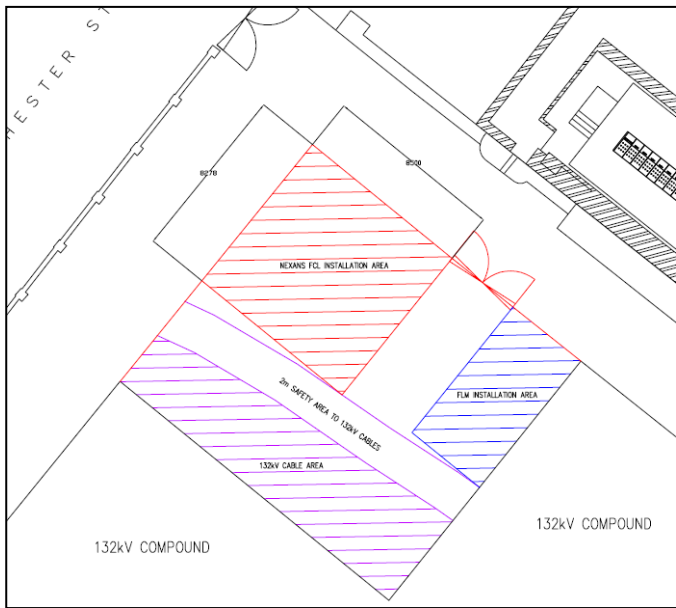 HESTER ST
8278
8500
NEXANS FCL INSTALLATION AREA
FLM INSTALLATION AREA
2m SAFETY AREA TO 132kV CABLES
132kV CABLE AREA
132kV COMPOUND
132kV COMPOUND